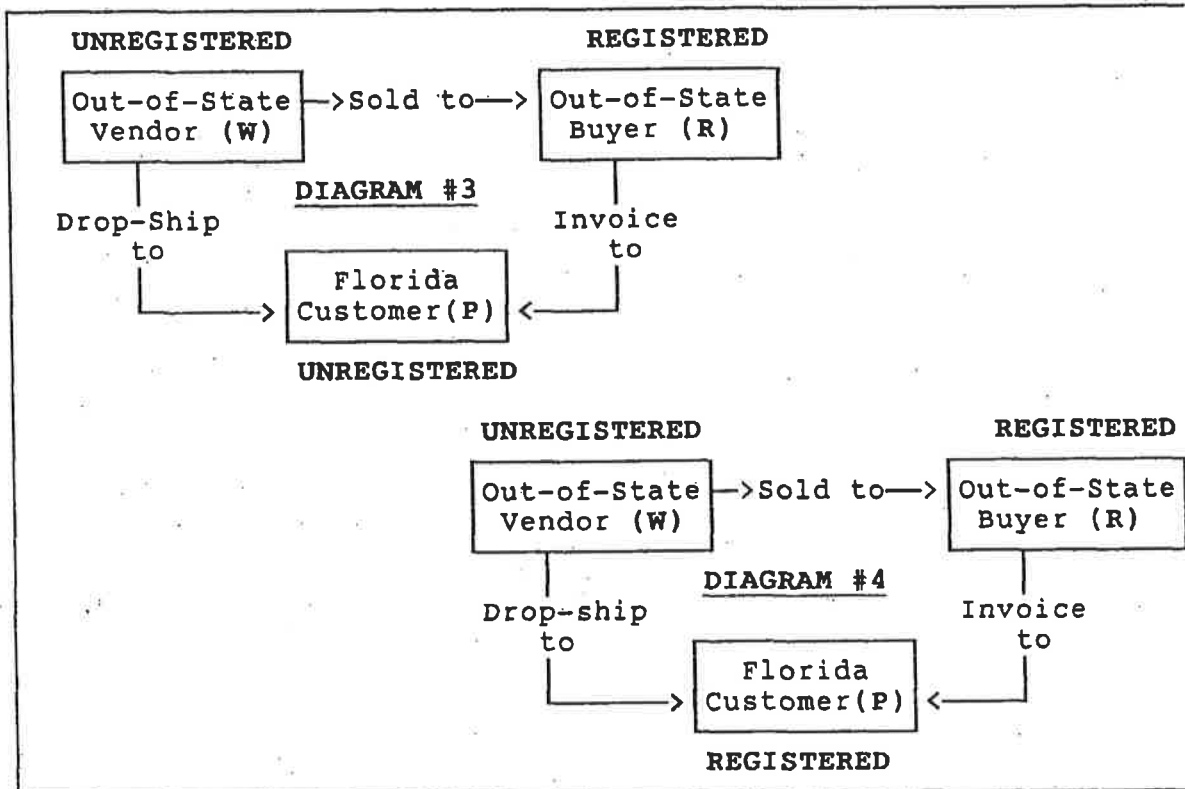 UNREGISTERED REGISTERED
Out-of-State —>Sold to—> Out-of-State
Vendor (W) Buyer (R)
DIAGRAM #3
Drop-Ship Invoice
to to
Florida
Customer(P)
UNREGISTERED
UNREGISTERED REGISTERED
Out-of-State —>Sold to—> Out-of-State
Vendor (W) Buyer (R)
DIAGRAM #4
Drop-ship Invoice
to to
Florida
Customer(P)
REGISTERED